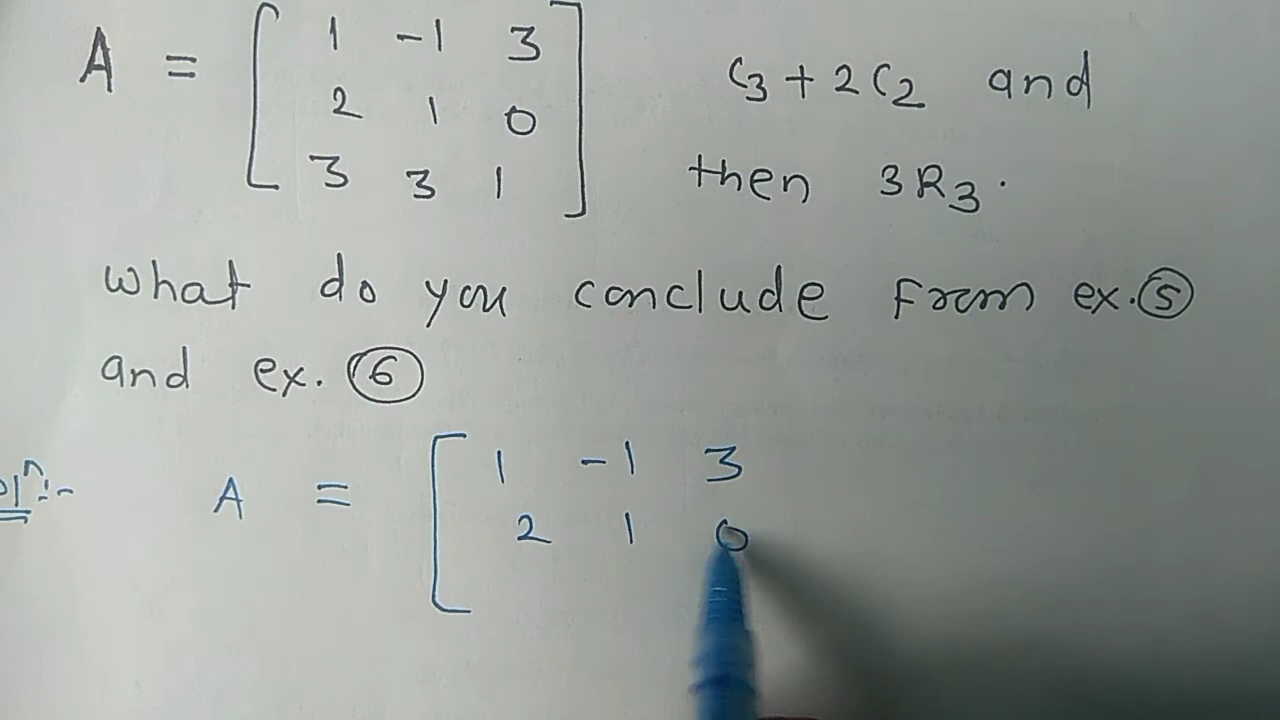 A = [ 1 -1 3 C3 + 2C2 and
2 1 0
3 3 1 ] then 3R3.
What do you conclude from ex. 5
and ex. 6
A = [ 1 -1 3
2 1 0